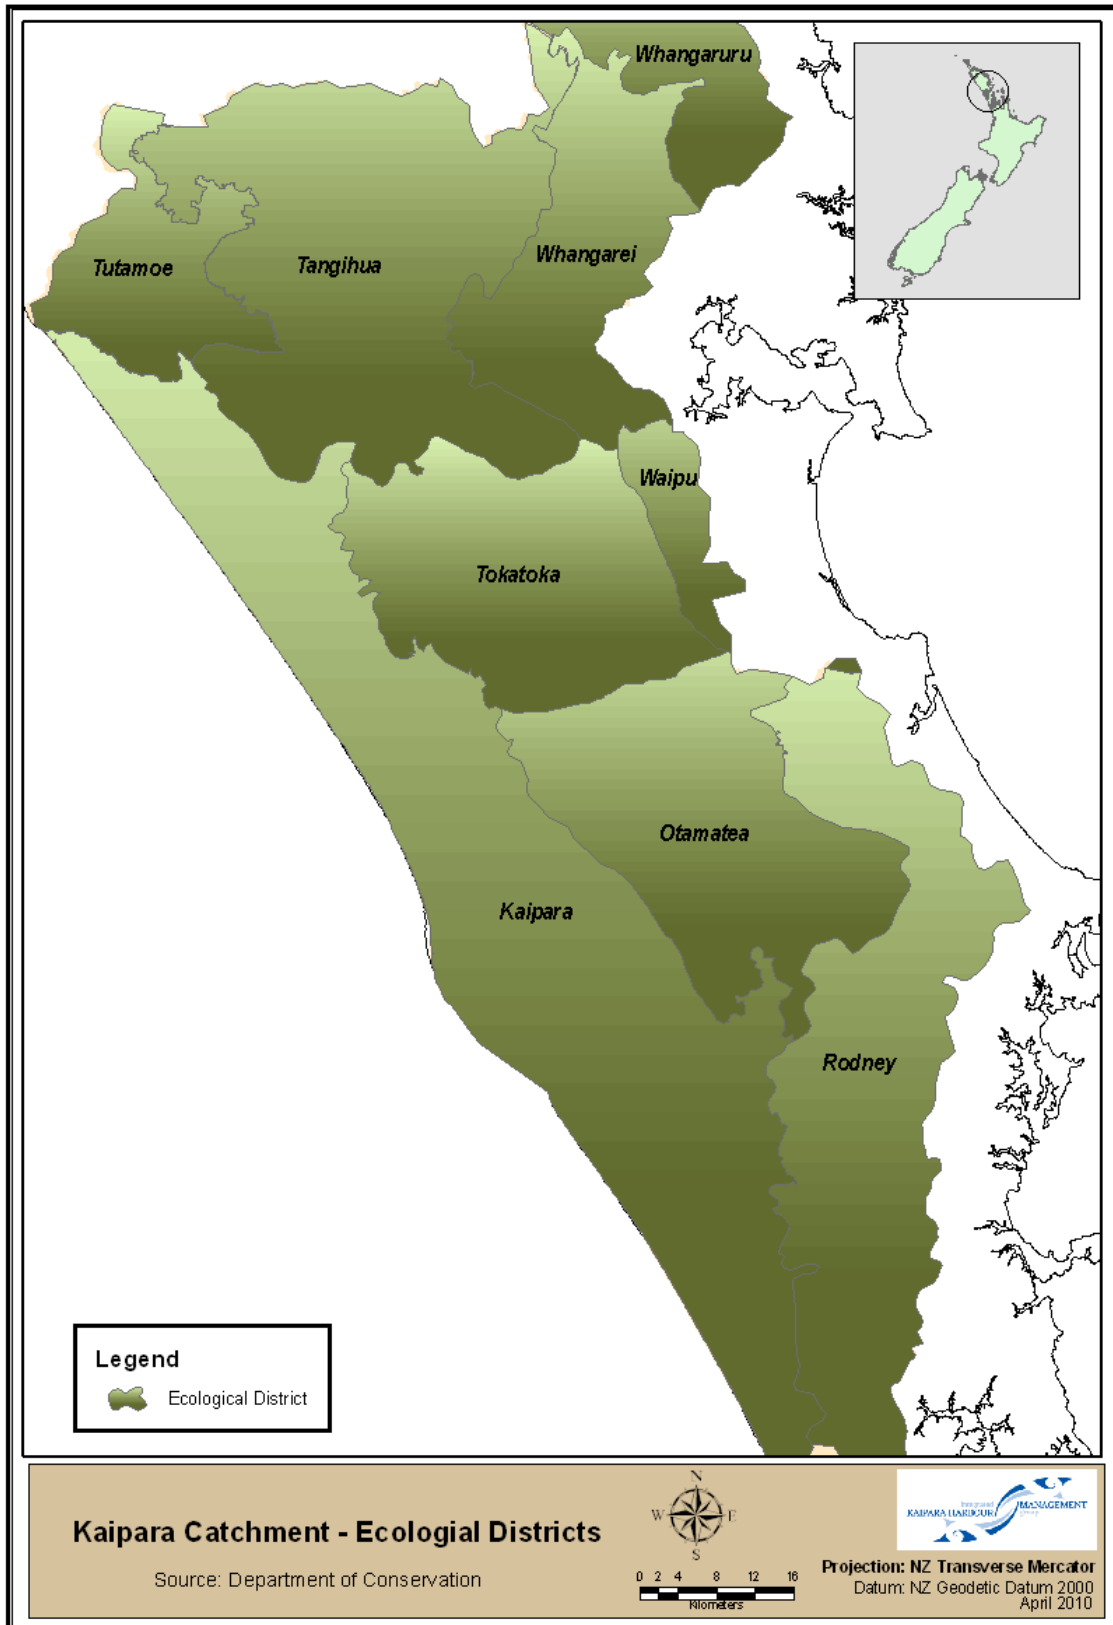 Whangaruru
Whangarei
Tutamoe
Tangihua
Waipu
Tokatoka
Otamatea
Kaipara
Rodney
Legend
Ecological District
Kaipara Catchment - Ecologial Districts
Source: Department of Conservation
N
W E
S
0 2 4 8 12 16
Kilometers
Integrated
KAIPARA HARBOUR MANAGEMENT
Group
Projection: NZ Transverse Mercator
Datum: NZ Geodetic Datum 2000
April 2010